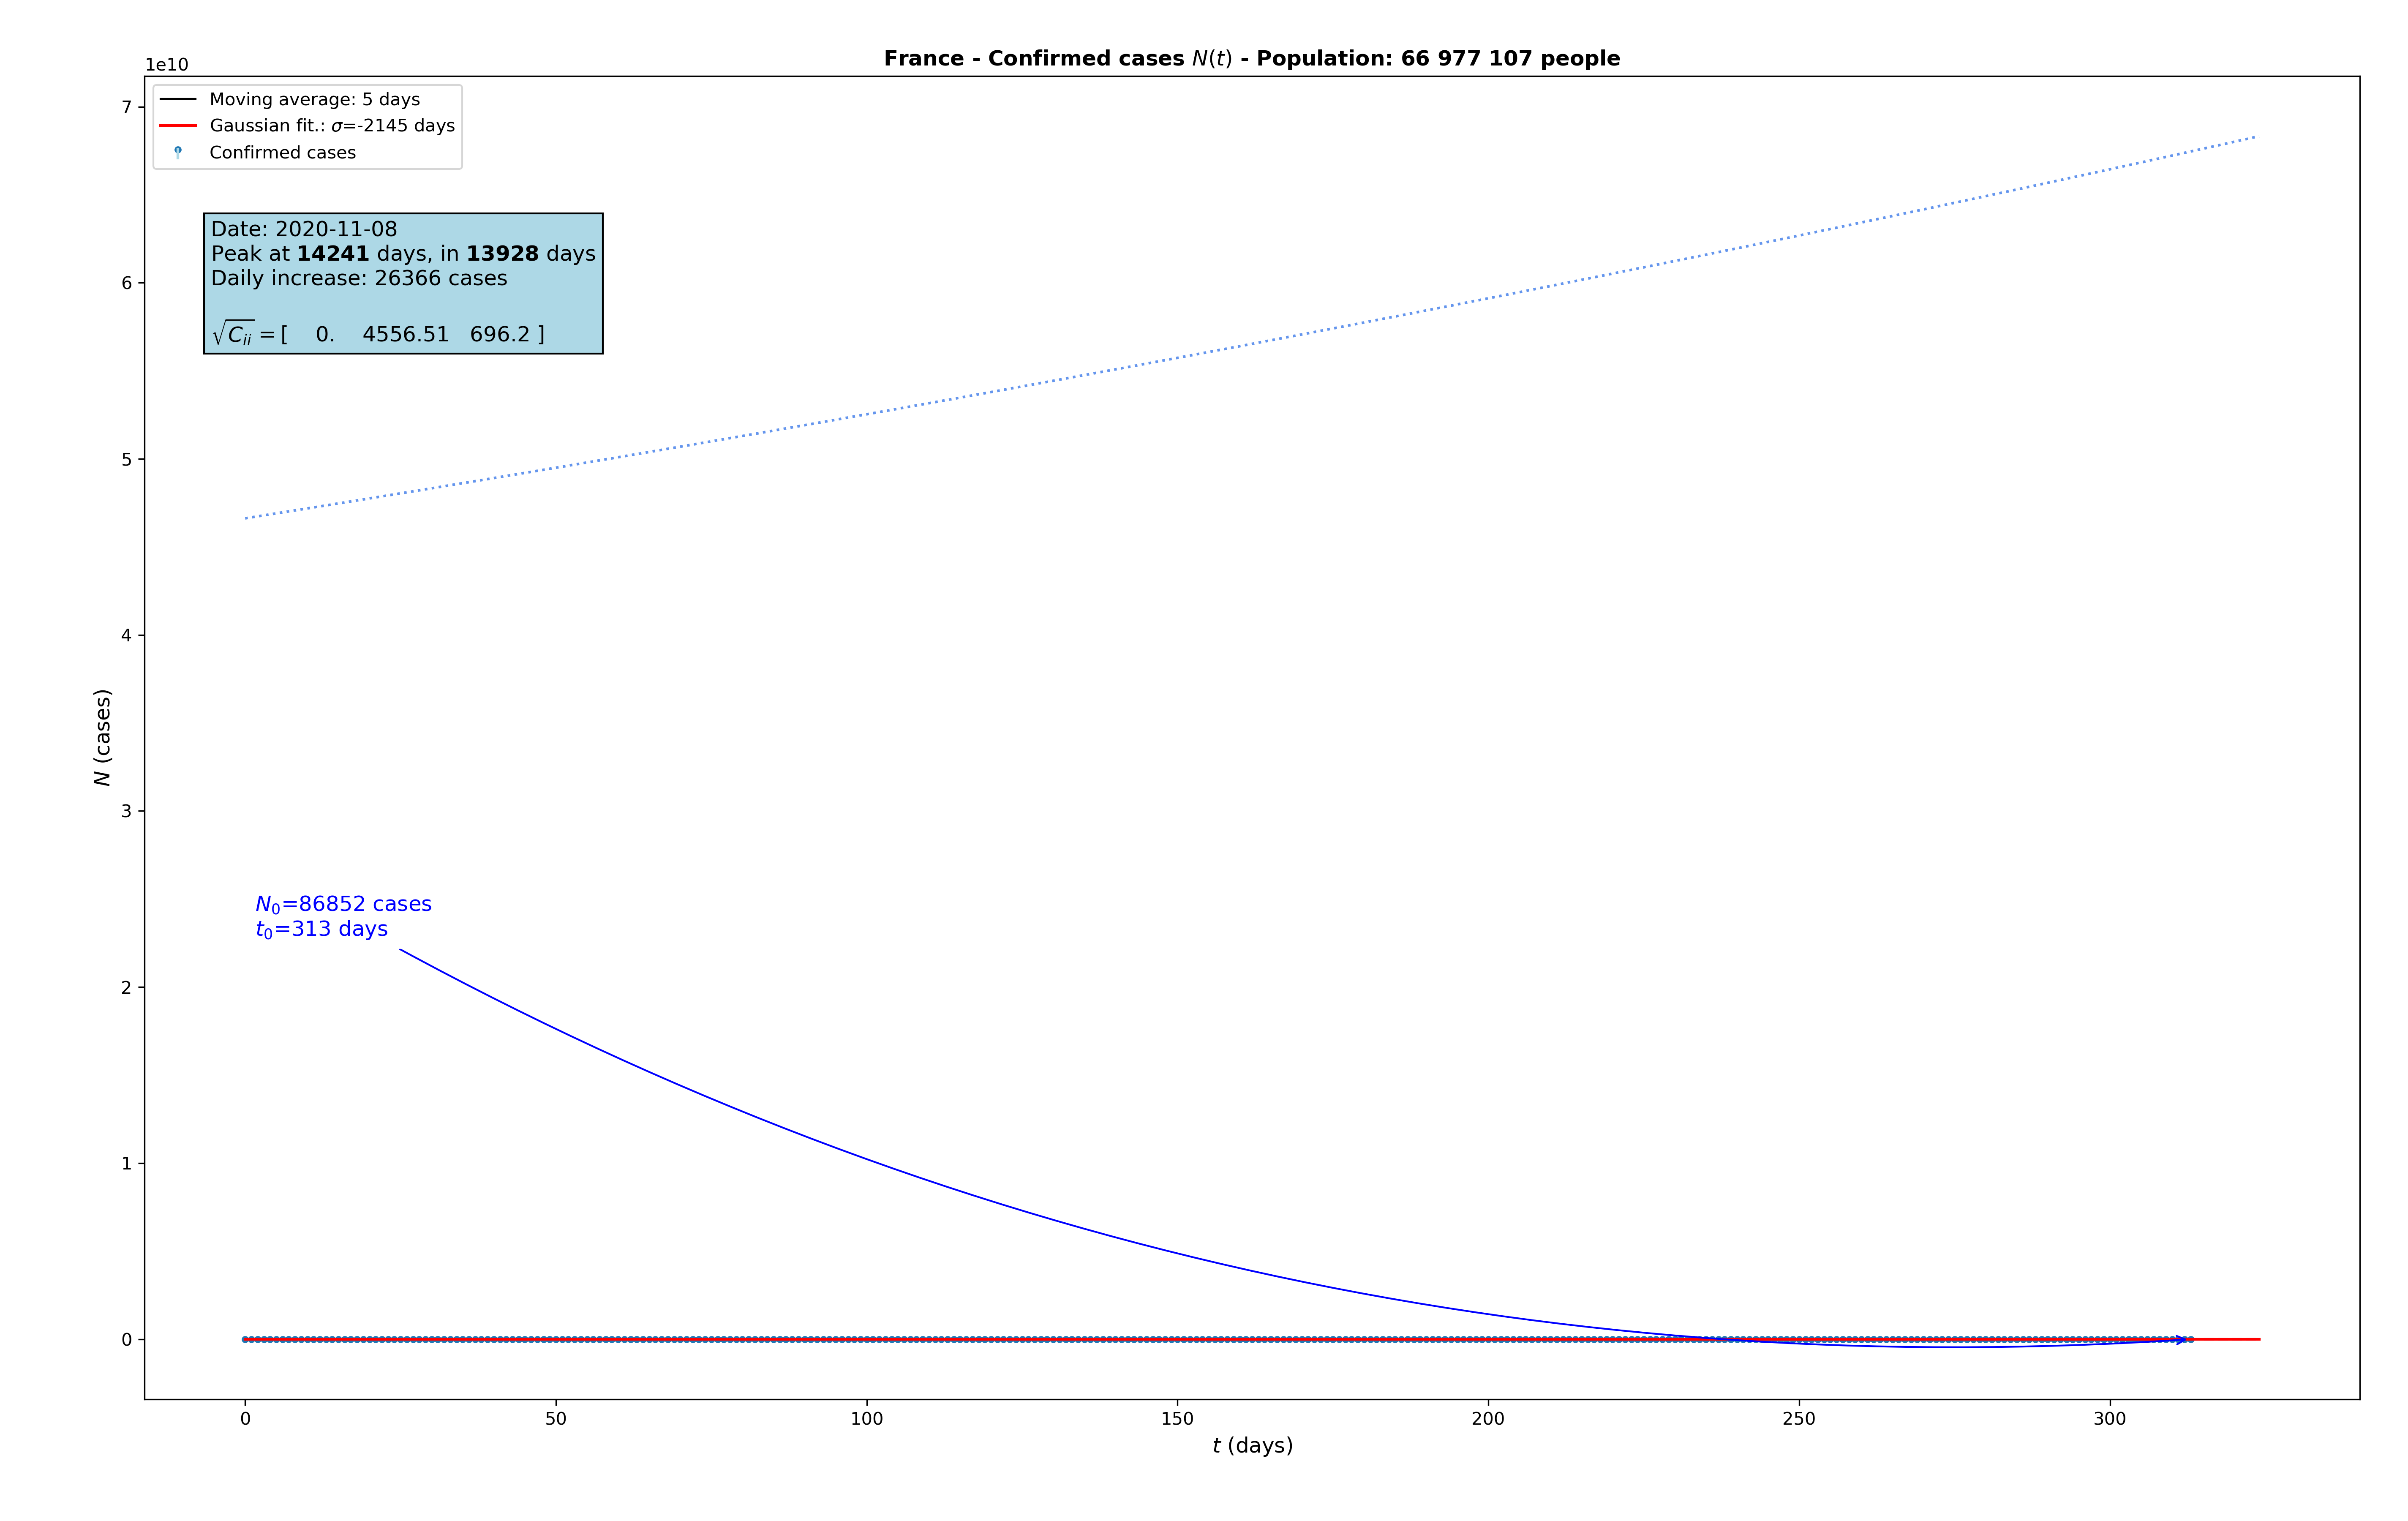 France - Confirmed cases N(t) - Population: 66 977 107 people
1e10
Moving average: 5 days
Gaussian fit.: σ=-2145 days
Confirmed cases
Date: 2020-11-08
Peak at 14241 days, in 13928 days
Daily increase: 26366 cases
√C_ii = [ 0. 4556.51 696.2 ]
N₀=86852 cases
t₀=313 days
7
6
5
4
3
2
1
0
N (cases)
0 50 100 150 200 250 300
t (days)